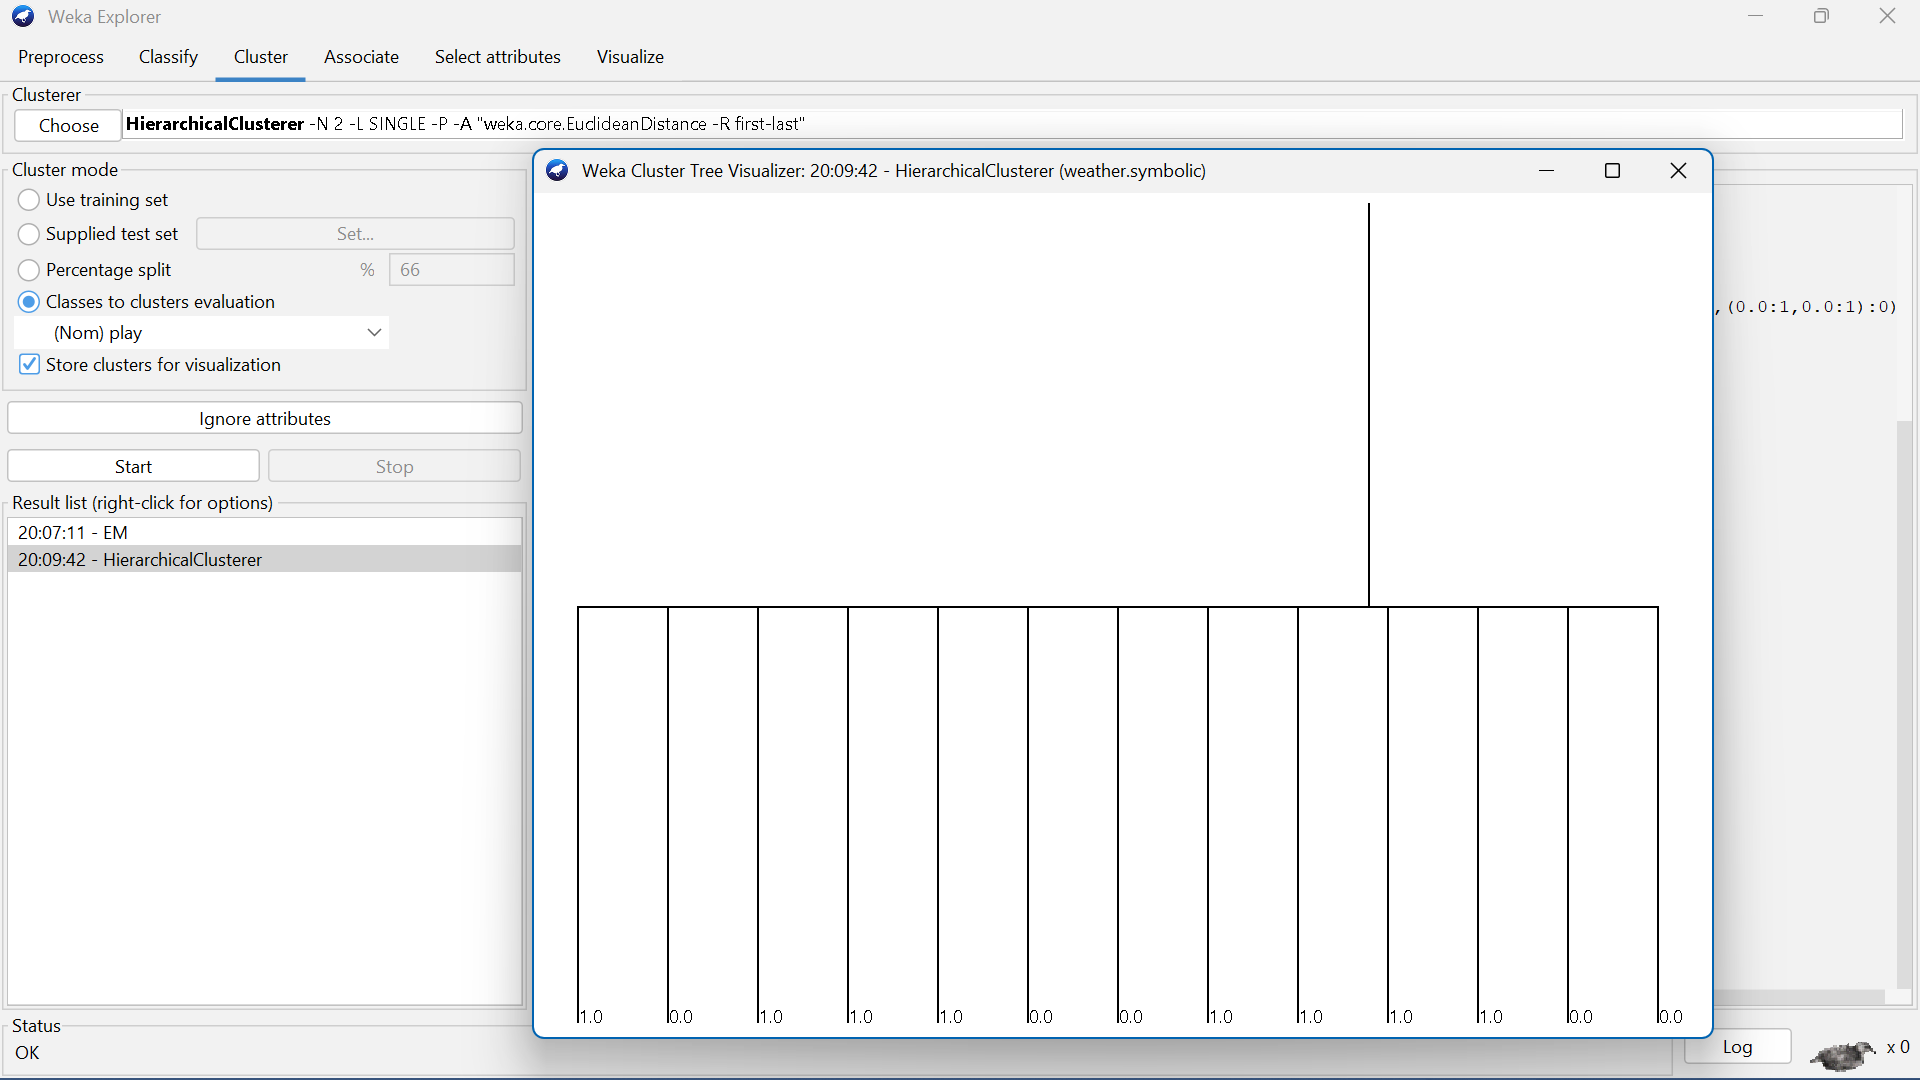 Weka Explorer
Preprocess Classify Cluster Associate Select attributes Visualize
Clusterer
Choose HierarchicalClusterer -N 2 -L SINGLE -P -A "weka.core.EuclideanDistance -R first-last"
Cluster mode
Use training set
Supplied test set Set...
Percentage split % 66
Classes to clusters evaluation
(Nom) play
Store clusters for visualization
Ignore attributes
Start Stop
Result list (right-click for options)
20:07:11 - EM
20:09:42 - HierarchicalClusterer
Weka Cluster Tree Visualizer: 20:09:42 - HierarchicalClusterer (weather.symbolic)
1.0 0.0 1.0 1.0 1.0 0.0 0.0 1.0 1.0 1.0 1.0 0.0 0.0
,(0.0:1,0.0:1):0)
Status
OK
Log x 0